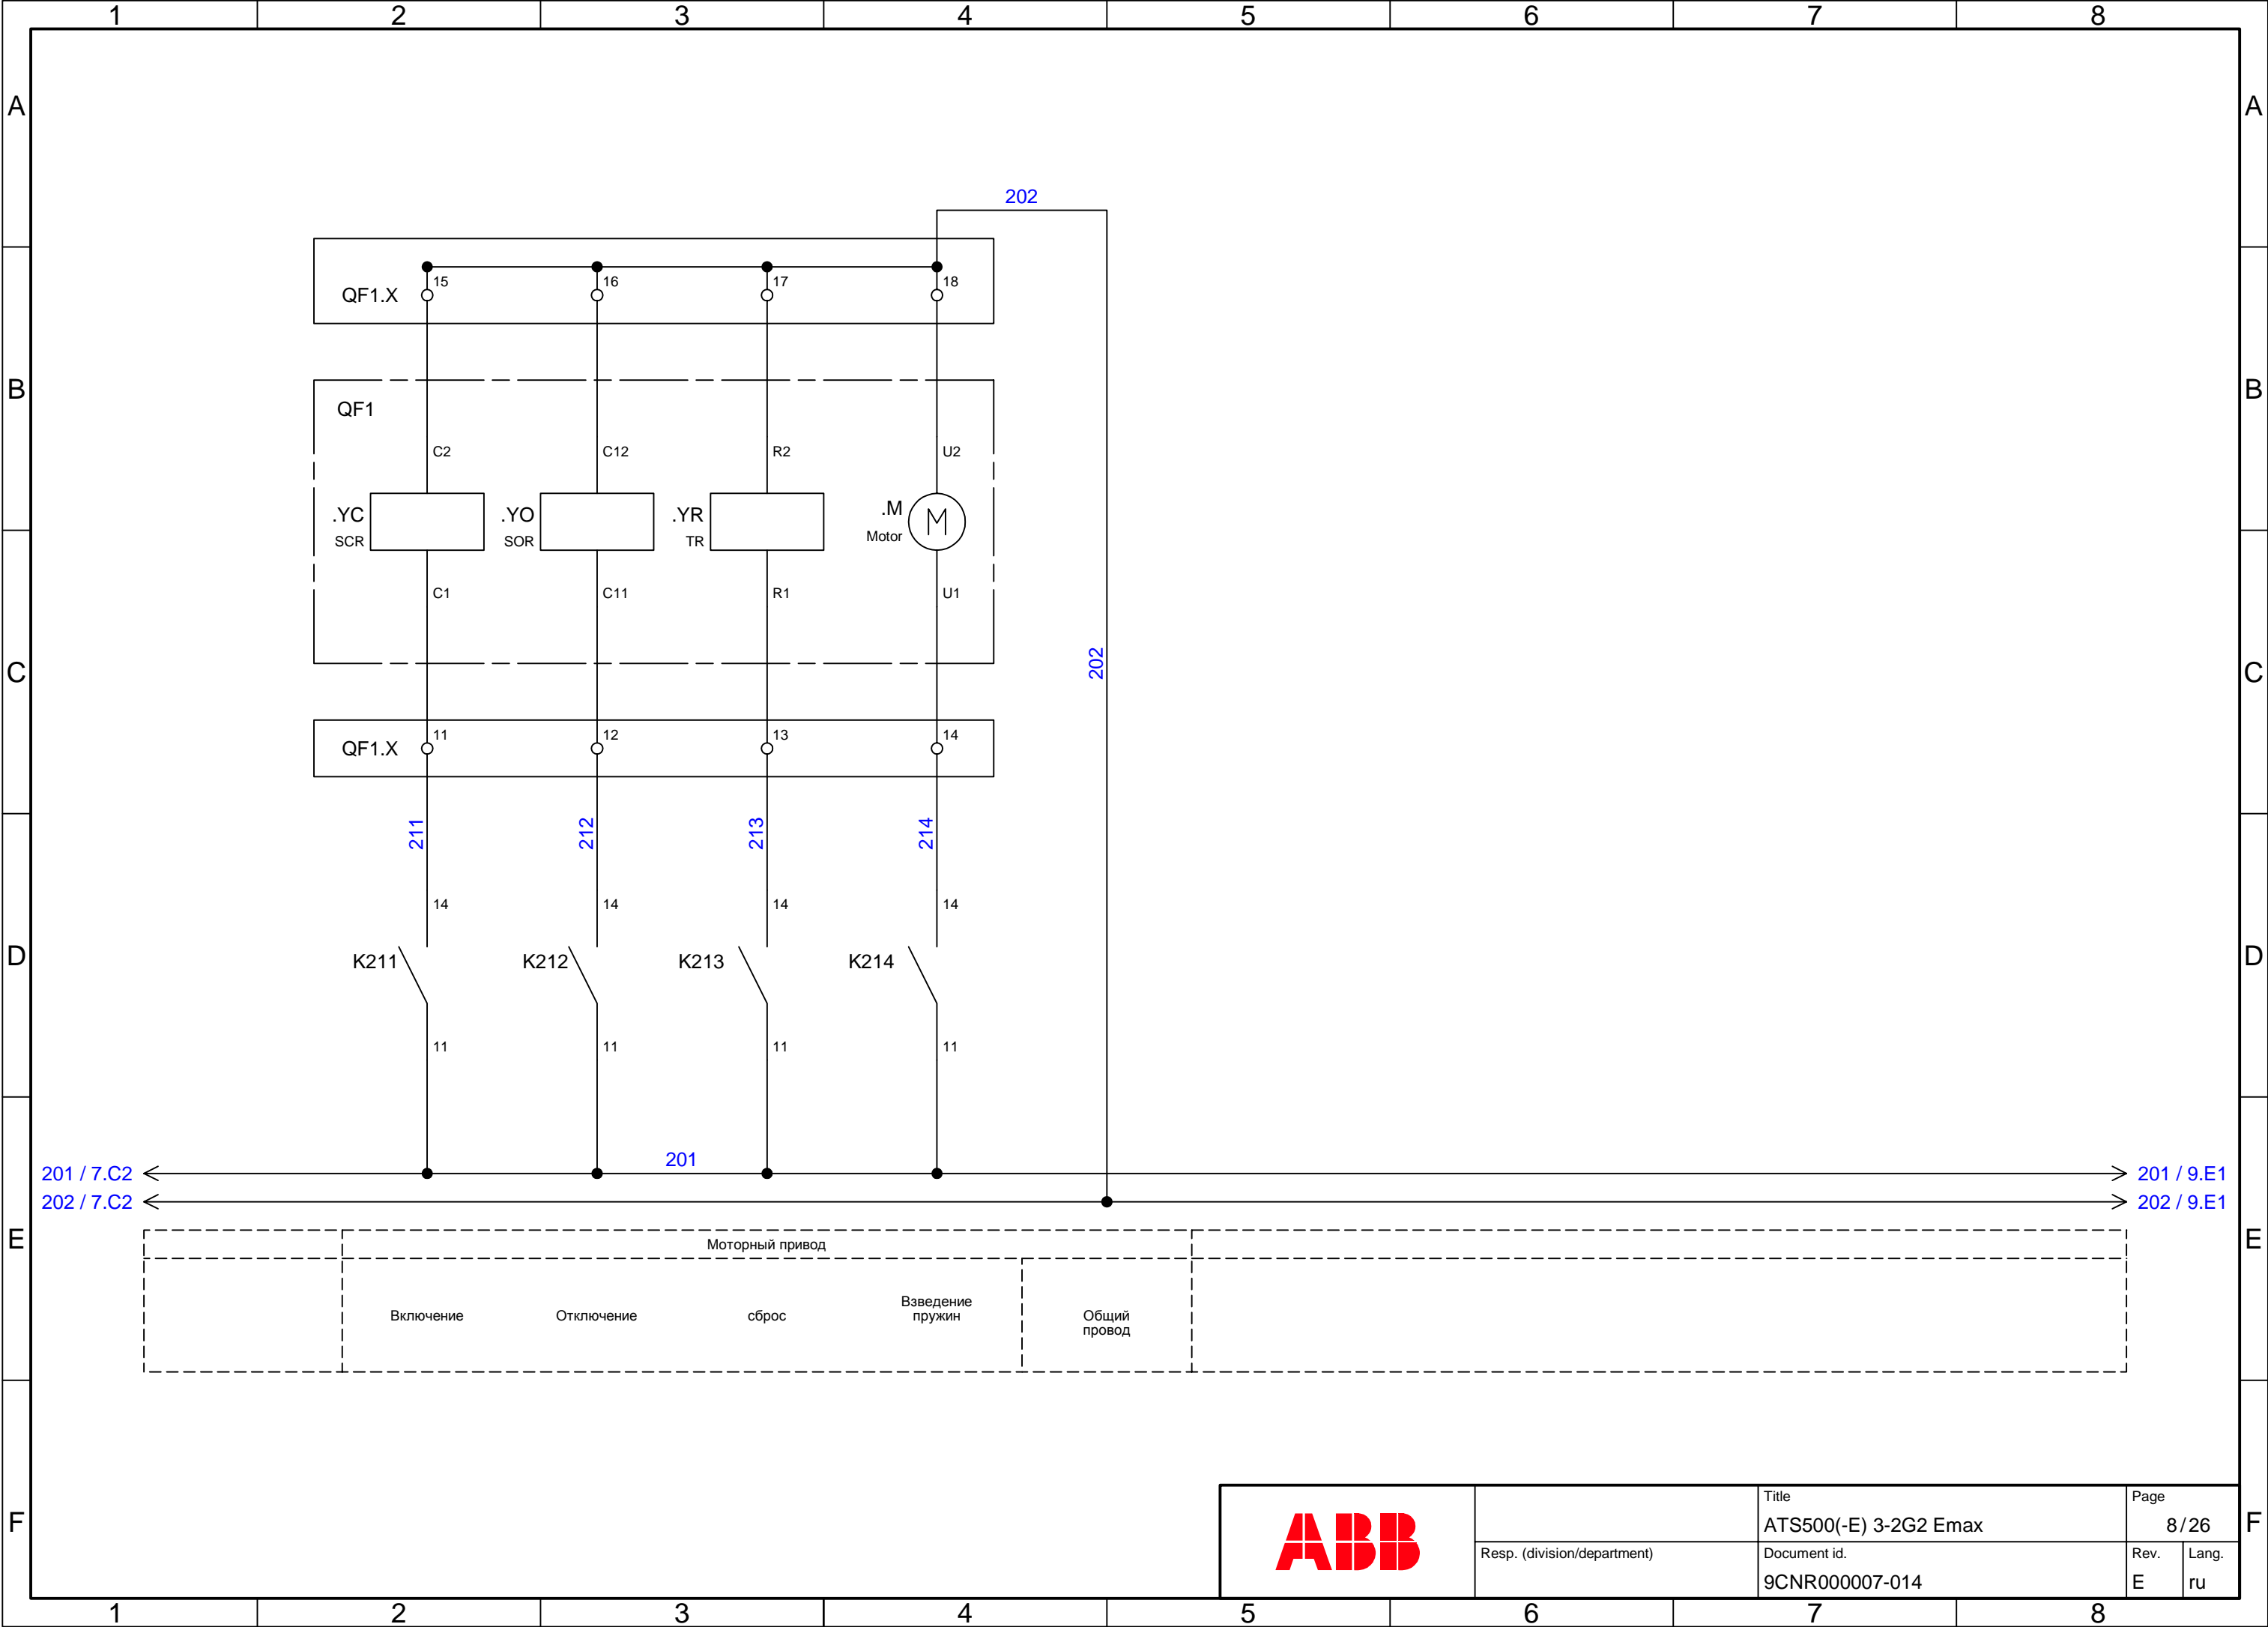 1 2 3 4 5 6 7 8
A A
202
15 16 17 18
QF1.X
B B
QF1
C2 C12 R2 U2
.YC .YO .YR .M M
SCR SOR TR Motor
C1 C11 R1 U1
202
C C
11 12 13 14
QF1.X
211 212 213 214
14 14 14 14
D D
K211 K212 K213 K214
11 11 11 11
201
201 / 7.C2 201 / 9.E1
202 / 7.C2 202 / 9.E1
E E
Моторный привод
Включение Отключение сброс Взведение
пружин
Общий
провод
F F
ABB
Title
ATS500(-E) 3-2G2 Emax
Page
8/26
Resp. (division/department)
Document id.
9CNR000007-014
Rev.
E
Lang.
ru
1 2 3 4 5 6 7 8